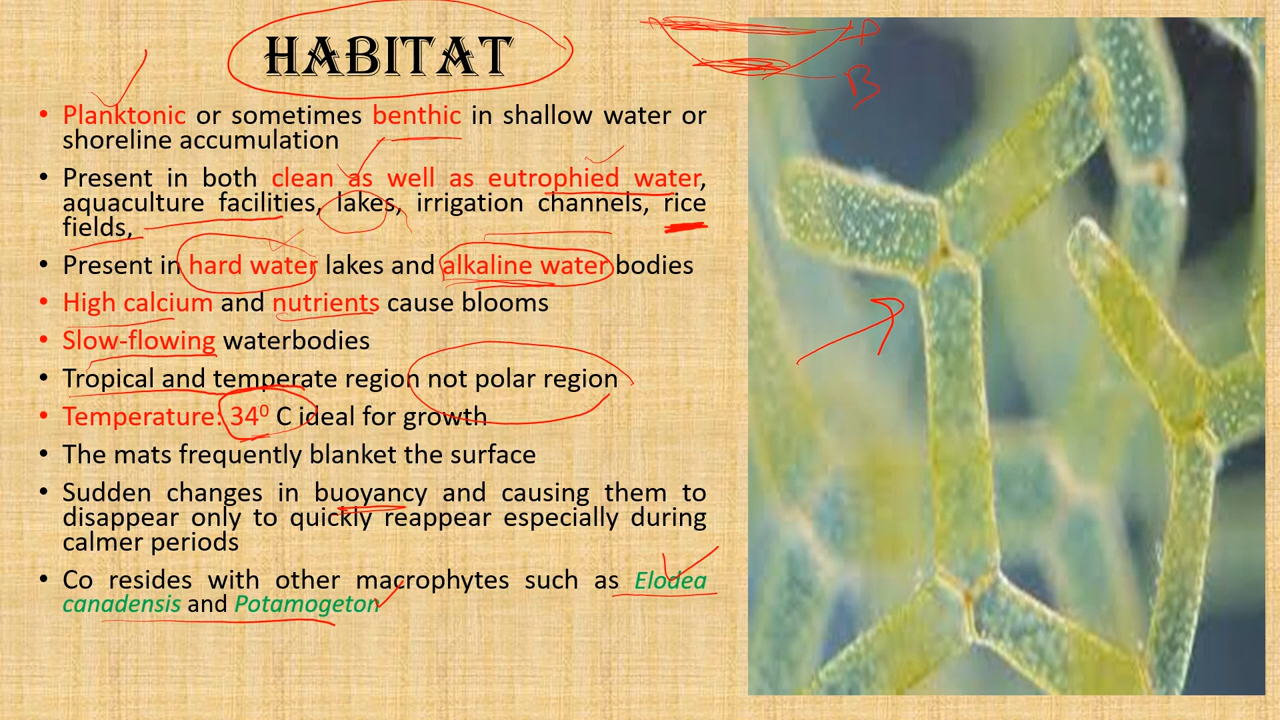 HABITAT
• Planktonic or sometimes benthic in shallow water or
shoreline accumulation
• Present in both clean as well as eutrophied water,
aquaculture facilities, lakes, irrigation channels, rice
fields,
• Present in hard water lakes and alkaline water bodies
• High calcium and nutrients cause blooms
• Slow-flowing waterbodies
• Tropical and temperate region not polar region
• Temperature: 34⁰ C ideal for growth
• The mats frequently blanket the surface
• Sudden changes in buoyancy and causing them to
disappear only to quickly reappear especially during
calmer periods
• Co resides with other macrophytes such as Elodea
canadensis and Potamogeton
P
B